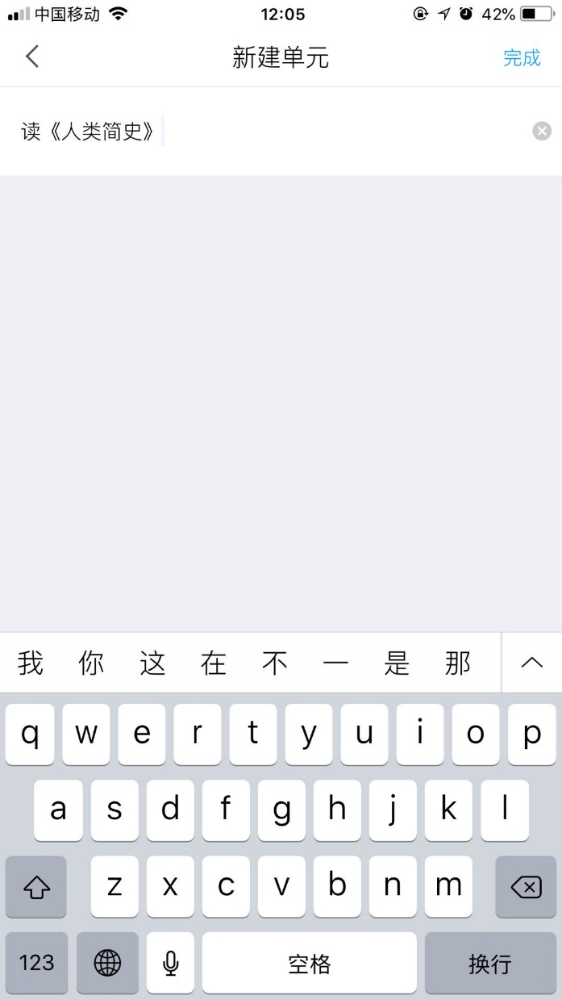 中国移动 12:05 42%
新建单元 完成
读《人类简史》
我 你 这 在 不 一 是 那
q w e r t y u i o p
a s d f g h j k l
z x c v b n m
123 空格 换行